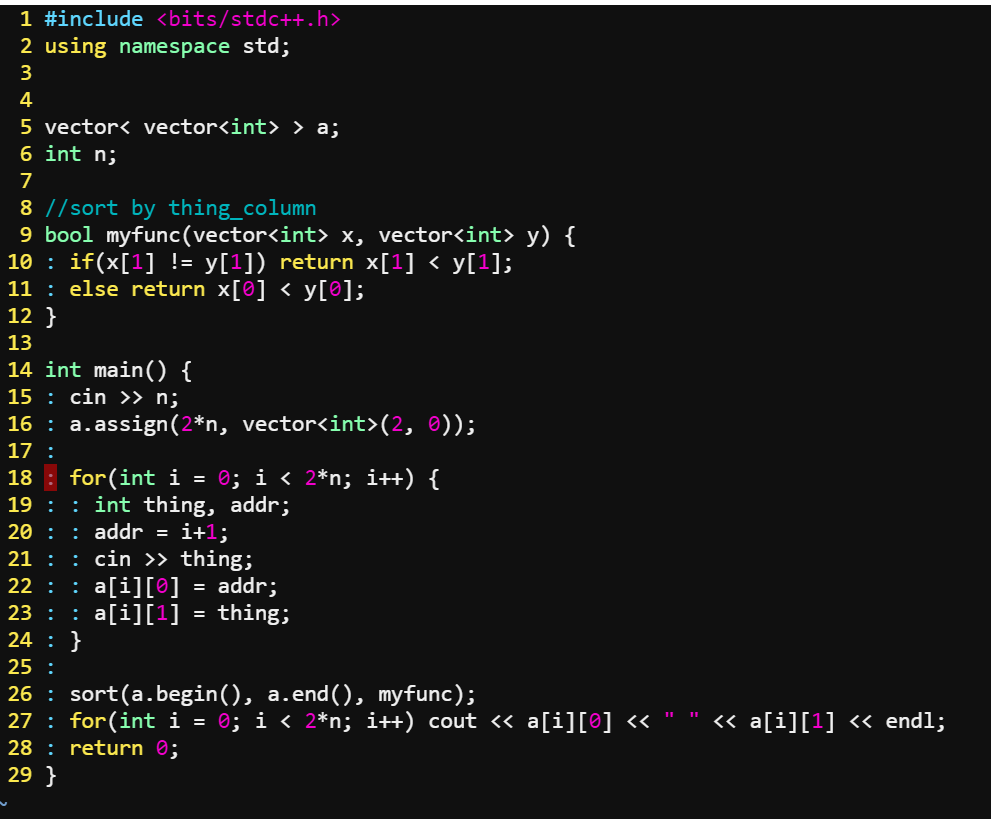 1 #include <bits/stdc++.h>
2 using namespace std;
3
4
5 vector< vector<int> > a;
6 int n;
7
8 //sort by thing_column
9 bool myfunc(vector<int> x, vector<int> y) {
10 : if(x[1] != y[1]) return x[1] < y[1];
11 : else return x[0] < y[0];
12 }
13
14 int main() {
15 : cin >> n;
16 : a.assign(2*n, vector<int>(2, 0));
17 :
18 : for(int i = 0; i < 2*n; i++) {
19 : : int thing, addr;
20 : : addr = i+1;
21 : : cin >> thing;
22 : : a[i][0] = addr;
23 : : a[i][1] = thing;
24 : }
25 :
26 : sort(a.begin(), a.end(), myfunc);
27 : for(int i = 0; i < 2*n; i++) cout << a[i][0] << " " << a[i][1] << endl;
28 : return 0;
29 }
~